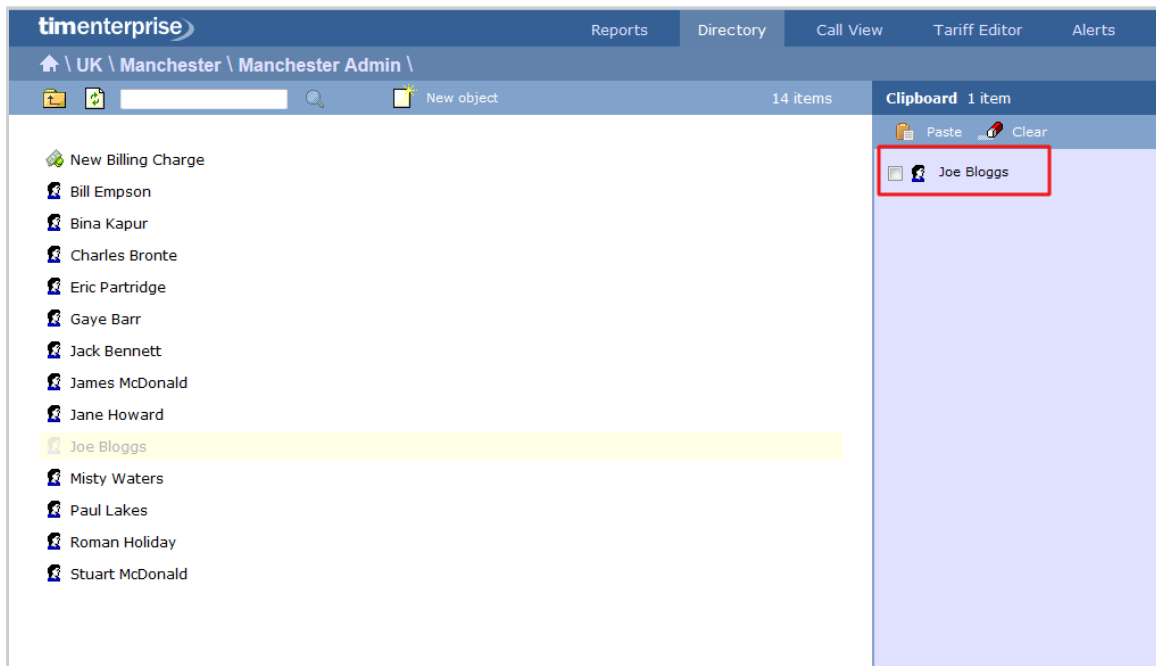 timenterprise
Reports Directory Call View Tariff Editor Alerts
\ UK \ Manchester \ Manchester Admin \
New object 14 items
Clipboard 1 item
Paste Clear
New Billing Charge
Bill Empson
Bina Kapur
Charles Bronte
Eric Partridge
Gaye Barr
Jack Bennett
James McDonald
Jane Howard
Joe Bloggs
Misty Waters
Paul Lakes
Roman Holiday
Stuart McDonald
Joe Bloggs